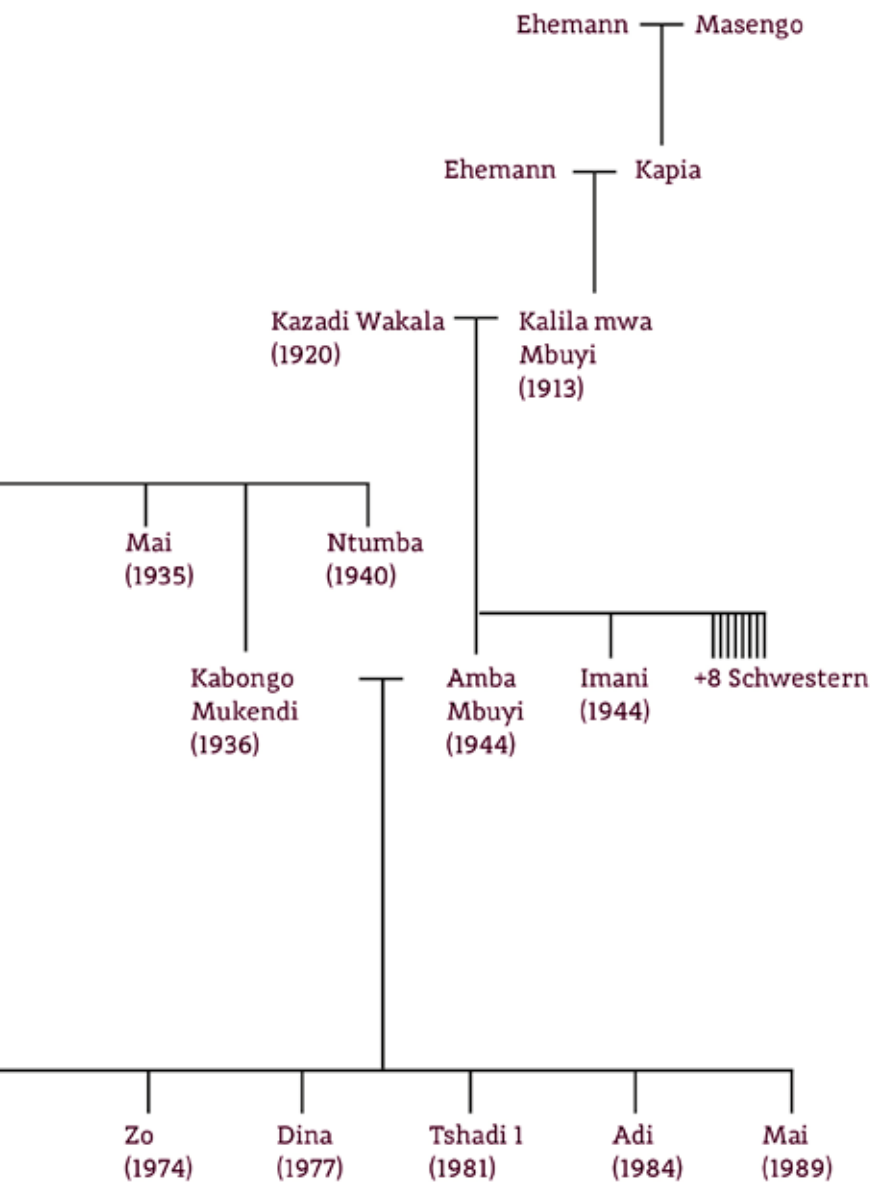 Ehemann Masengo
Ehemann Kapia
Kazadi Wakala
(1920)
Kalila mwa
Mbuyi
(1913)
Mai
(1935)
Ntumba
(1940)
Kabongo
Mukendi
(1936)
Amba
Mbuyi
(1944)
Imani
(1944)
+8 Schwestern
Zo
(1974)
Dina
(1977)
Tshadi 1
(1981)
Adi
(1984)
Mai
(1989)